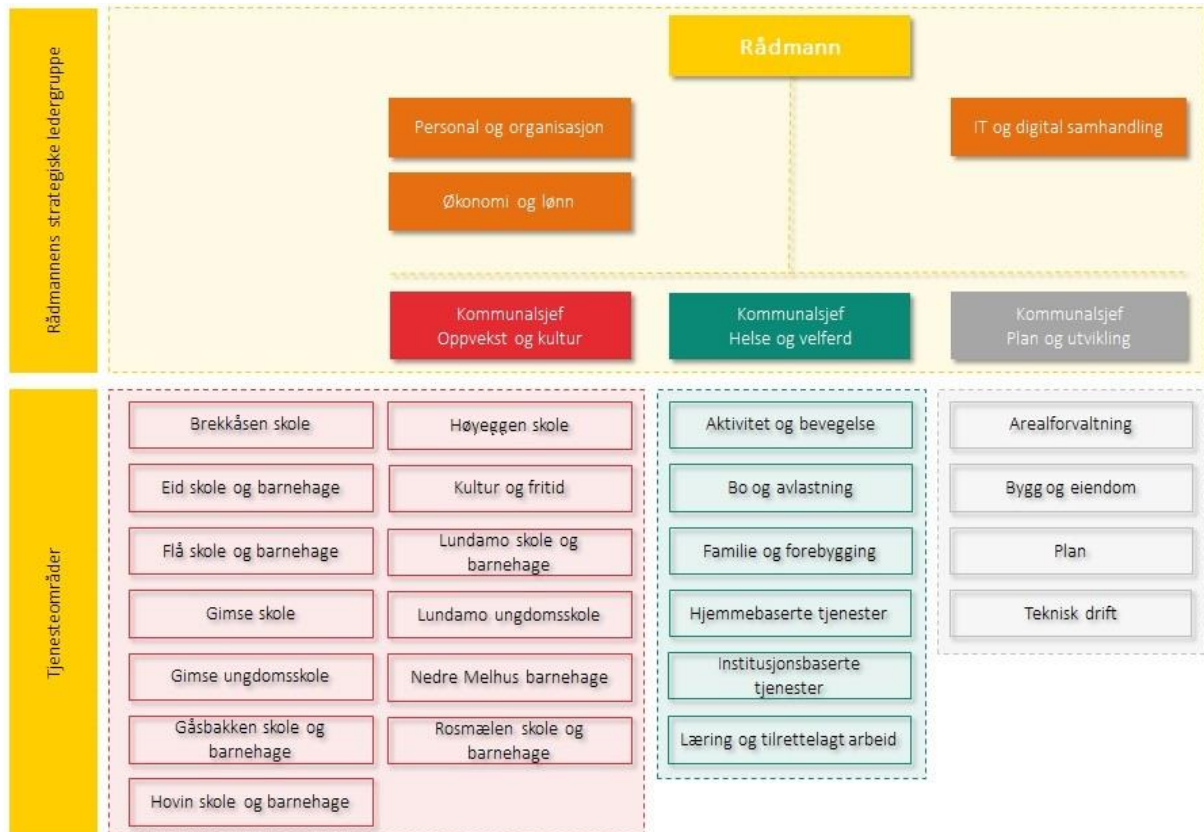 Rådmannens strategiske ledergruppe
Rådmann
Personal og organisasjon
IT og digital samhandling
Økonomi og lønn
Kommunalsjef
Oppvekst og kultur
Kommunalsjef
Helse og velferd
Kommunalsjef
Plan og utvikling
Tjenesteområder
Brekkåsen skole
Eid skole og barnehage
Flå skole og barnehage
Gimse skole
Gimse ungdomsskole
Gåsbakken skole og
barnehage
Hovin skole og barnehage
Høyeggen skole
Kultur og fritid
Lundamo skole og
barnehage
Lundamo ungdomsskole
Nedre Melhus barnehage
Rosmælen skole og
barnehage
Aktivitet og bevegelse
Bo og avlastning
Familie og forebygging
Hjemmebaserte tjenester
Institusjonsbaserte
tjenester
Læring og tilrettelagt arbeid
Arealforvaltning
Bygg og eiendom
Plan
Teknisk drift